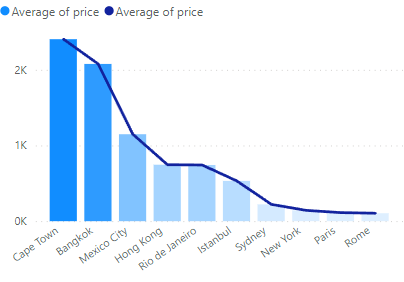 Average of price Average of price
2K
1K
0K
Cape Town
Bangkok
Mexico City
Hong Kong
Rio de Janeiro
Istanbul
Sydney
New York
Paris
Rome